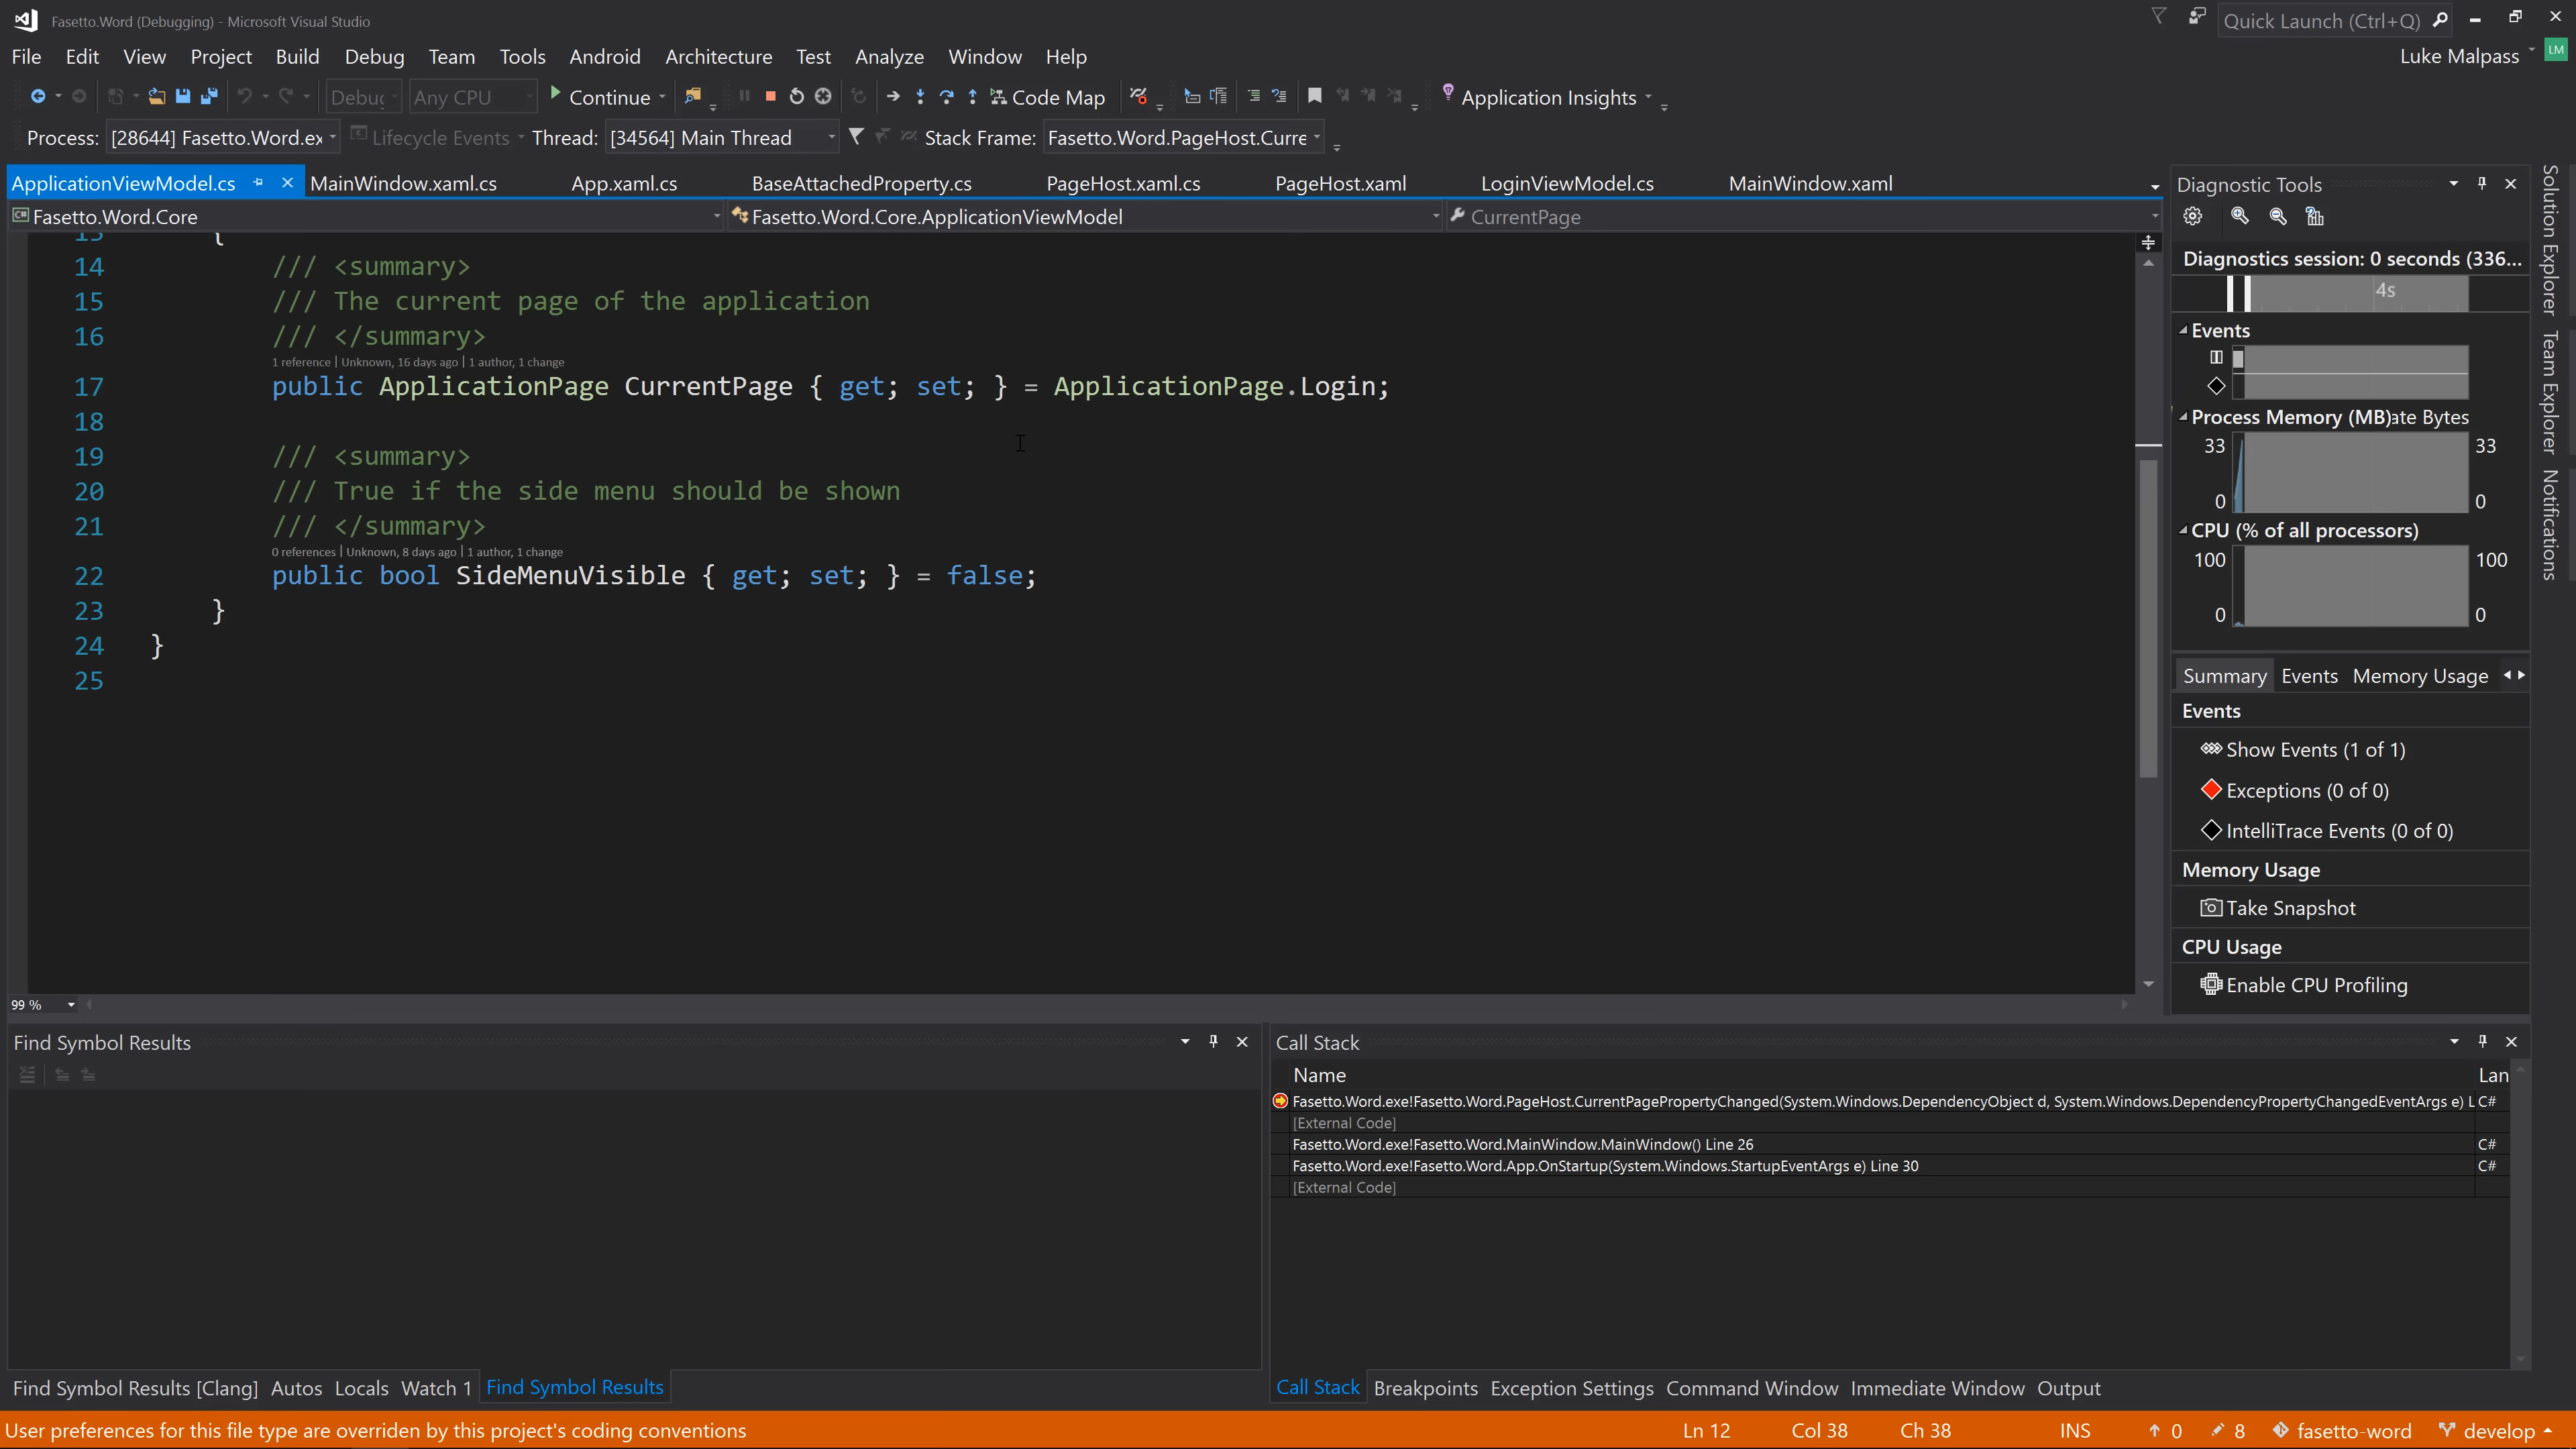 Fasetto.Word (Debugging) - Microsoft Visual Studio
Quick Launch (Ctrl+Q)
File Edit View Project Build Debug Team Tools Android Architecture Test Analyze Window Help
Luke Malpass LM
Debug Any CPU Continue Code Map Application Insights
Process: [28644] Fasetto.Word.ex Lifecycle Events Thread: [34564] Main Thread Stack Frame: Fasetto.Word.PageHost.Curre
ApplicationViewModel.cs MainWindow.xaml.cs App.xaml.cs BaseAttachedProperty.cs PageHost.xaml.cs PageHost.xaml LoginViewModel.cs MainWindow.xaml
Fasetto.Word.Core Fasetto.Word.Core.ApplicationViewModel CurrentPage
13 {
14 /// <summary>
15 /// The current page of the application
16 /// </summary>
1 reference | Unknown, 16 days ago | 1 author, 1 change
17 public ApplicationPage CurrentPage { get; set; } = ApplicationPage.Login;
18
19 /// <summary>
20 /// True if the side menu should be shown
21 /// </summary>
0 references | Unknown, 8 days ago | 1 author, 1 change
22 public bool SideMenuVisible { get; set; } = false;
23 }
24 }
25
99 %
Diagnostic Tools
Diagnostics session: 0 seconds (336...
4s
Events
Process Memory (MB)ate Bytes
33 33
0 0
CPU (% of all processors)
100 100
0 0
Summary Events Memory Usage
Events
Show Events (1 of 1)
Exceptions (0 of 0)
IntelliTrace Events (0 of 0)
Memory Usage
Take Snapshot
CPU Usage
Enable CPU Profiling
Solution Explorer
Team Explorer
Notifications
Find Symbol Results
Call Stack
Name Lan
Fasetto.Word.exe!Fasetto.Word.PageHost.CurrentPagePropertyChanged(System.Windows.DependencyObject d, System.Windows.DependencyPropertyChangedEventArgs e) L C#
[External Code]
Fasetto.Word.exe!Fasetto.Word.MainWindow.MainWindow() Line 26 C#
Fasetto.Word.exe!Fasetto.Word.App.OnStartup(System.Windows.StartupEventArgs e) Line 30 C#
[External Code]
Find Symbol Results [Clang] Autos Locals Watch 1 Find Symbol Results
Call Stack Breakpoints Exception Settings Command Window Immediate Window Output
User preferences for this file type are overriden by this project's coding conventions
Ln 12 Col 38 Ch 38 INS 0 8 fasetto-word develop